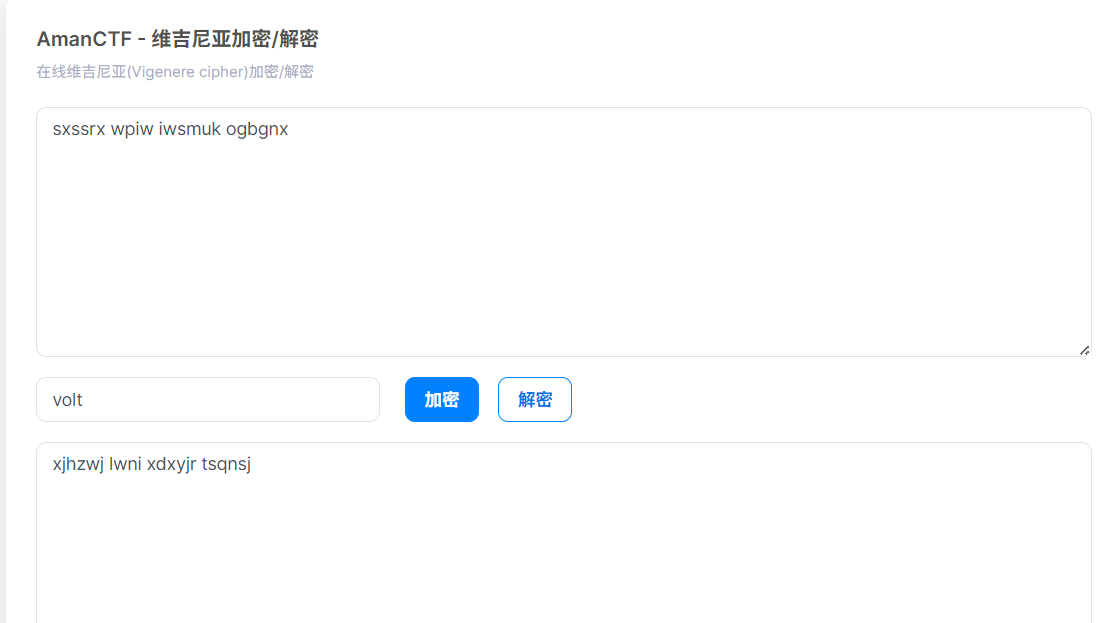 AmanCTF - 维吉尼亚加密/解密
在线维吉尼亚(Vigenere cipher)加密/解密
sxssrx wpiw iwsmuk ogbgnx
volt
加密
解密
xjhzwj lwni xdxyjr tsqnsj